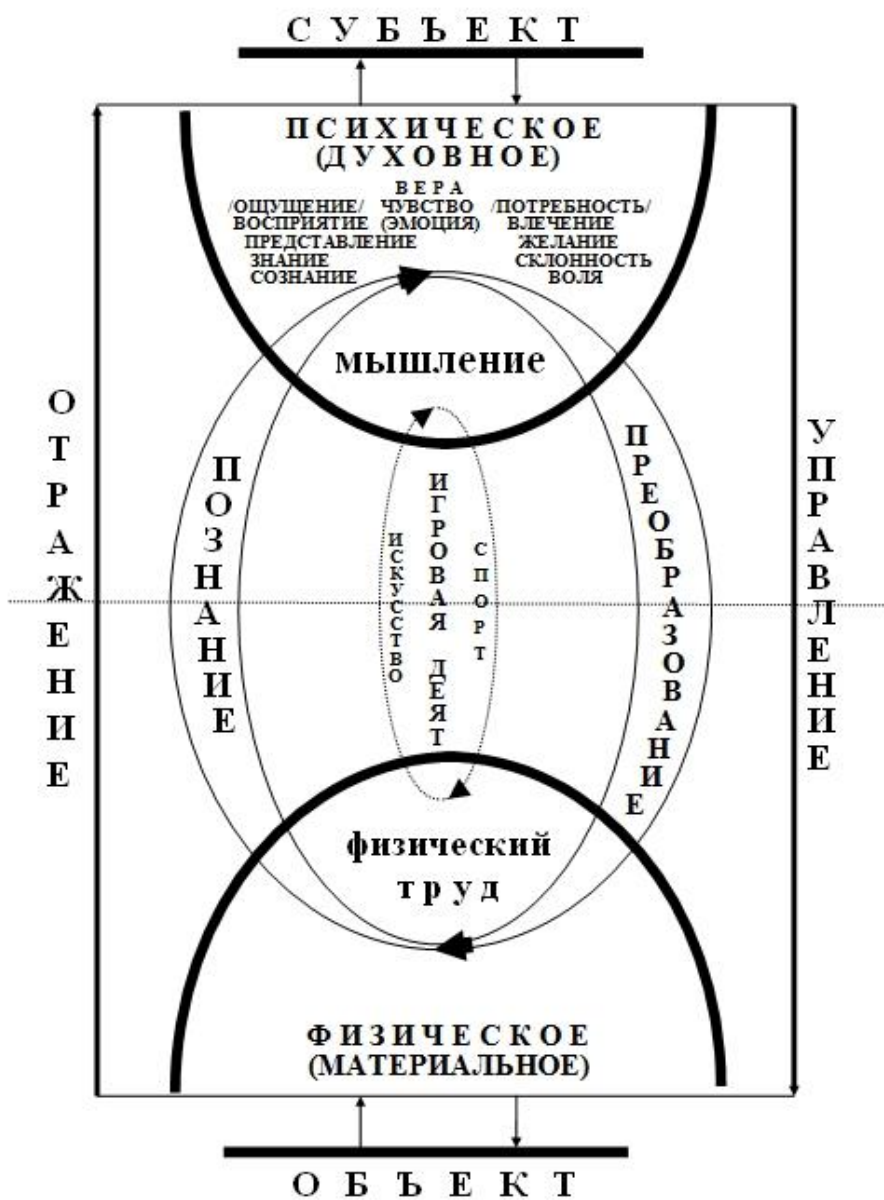 СУБЪЕКТ
ПСИХИЧЕСКОЕ
(ДУХОВНОЕ)
ВЕРА
/ОЩУЩЕНИЕ/ ЧУВСТВО /ПОТРЕБНОСТЬ/
ВОСПРИЯТИЕ (ЭМОЦИЯ) ВЛЕЧЕНИЕ
ПРЕДСТАВЛЕНИЕ ЖЕЛАНИЕ
ЗНАНИЕ СКЛОННОСТЬ
СОЗНАНИЕ ВОЛЯ
мышление
ОТРАЖЕНИЕ
ПОЗНАНИЕ
ИСКУССТВО
ИГРОВАЯ ДЕЯТ
СПОРТ
ПРЕОБРАЗОВАНИЕ
УПРАВЛЕНИЕ
физический
труд
ФИЗИЧЕСКОЕ
(МАТЕРИАЛЬНОЕ)
ОБЪЕКТ